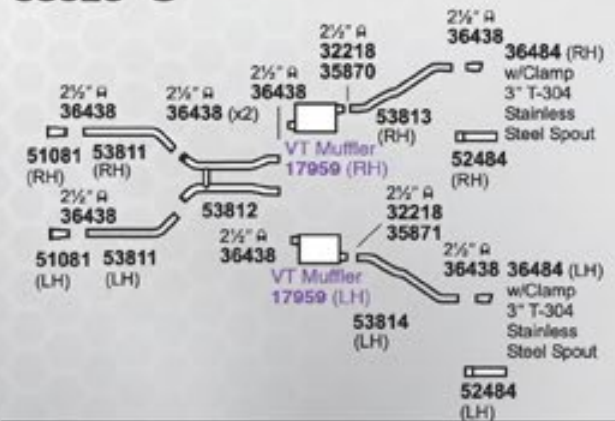 2½" A
36438
36484 (RH)
w/Clamp
3" T-304
Stainless
Steel Spout
2½" A
32218
35870
2½" A
36438
2½" A
36438 (x2)
2½" A
36438
53813
(RH)
52484
(RH)
51081
(RH)
53811
(RH)
VT Muffler
17959 (RH)
2½" A
36438
53812
51081
(LH)
53811
(LH)
2½" A
36438
2½" A
32218
35871
VT Muffler
17959 (LH)
2½" A
36438
36484 (LH)
w/Clamp
3" T-304
Stainless
Steel Spout
53814
(LH)
52484
(LH)